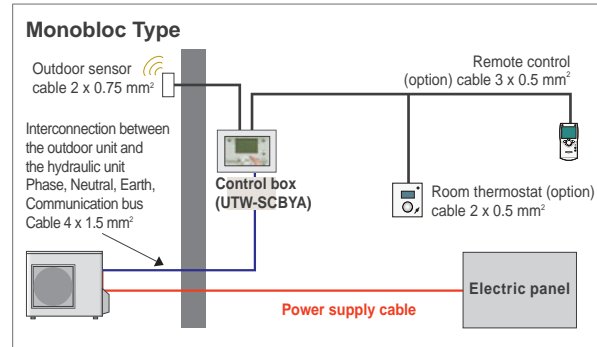 Monobloc Type
Outdoor sensor
cable 2 x 0.75 mm²
Remote control
(option) cable 3 x 0.5 mm²
Interconnection between
the outdoor unit and
the hydraulic unit
Phase, Neutral, Earth,
Communication bus
Cable 4 x 1.5 mm²
Control box
(UTW-SCBYA)
Room thermostat (option)
cable 2 x 0.5 mm²
Electric panel
Power supply cable